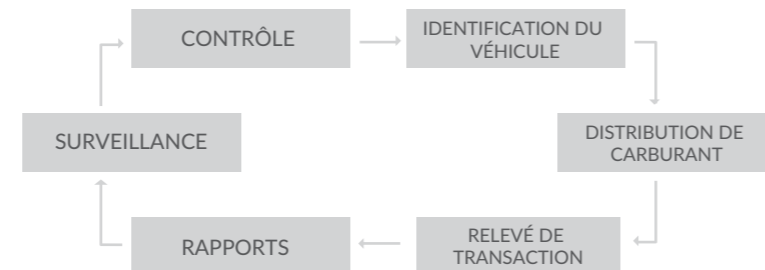 CONTRÔLE
IDENTIFICATION DU
VÉHICULE
SURVEILLANCE
DISTRIBUTION DE
CARBURANT
RAPPORTS
RELEVÉ DE
TRANSACTION